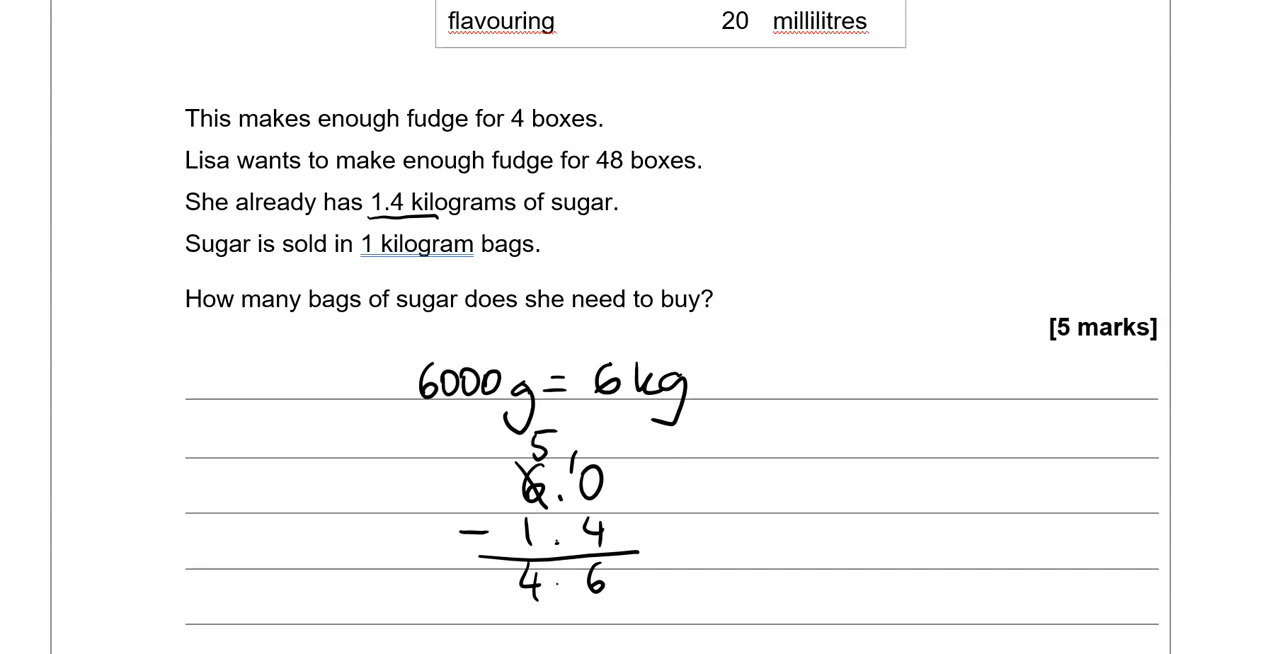 flavouring 20 millilitres
This makes enough fudge for 4 boxes.
Lisa wants to make enough fudge for 48 boxes.
She already has 1.4 kilograms of sugar.
Sugar is sold in 1 kilogram bags.
How many bags of sugar does she need to buy?
[5 marks]
6000g = 6kg
5
6.10
- 1.4
4.6